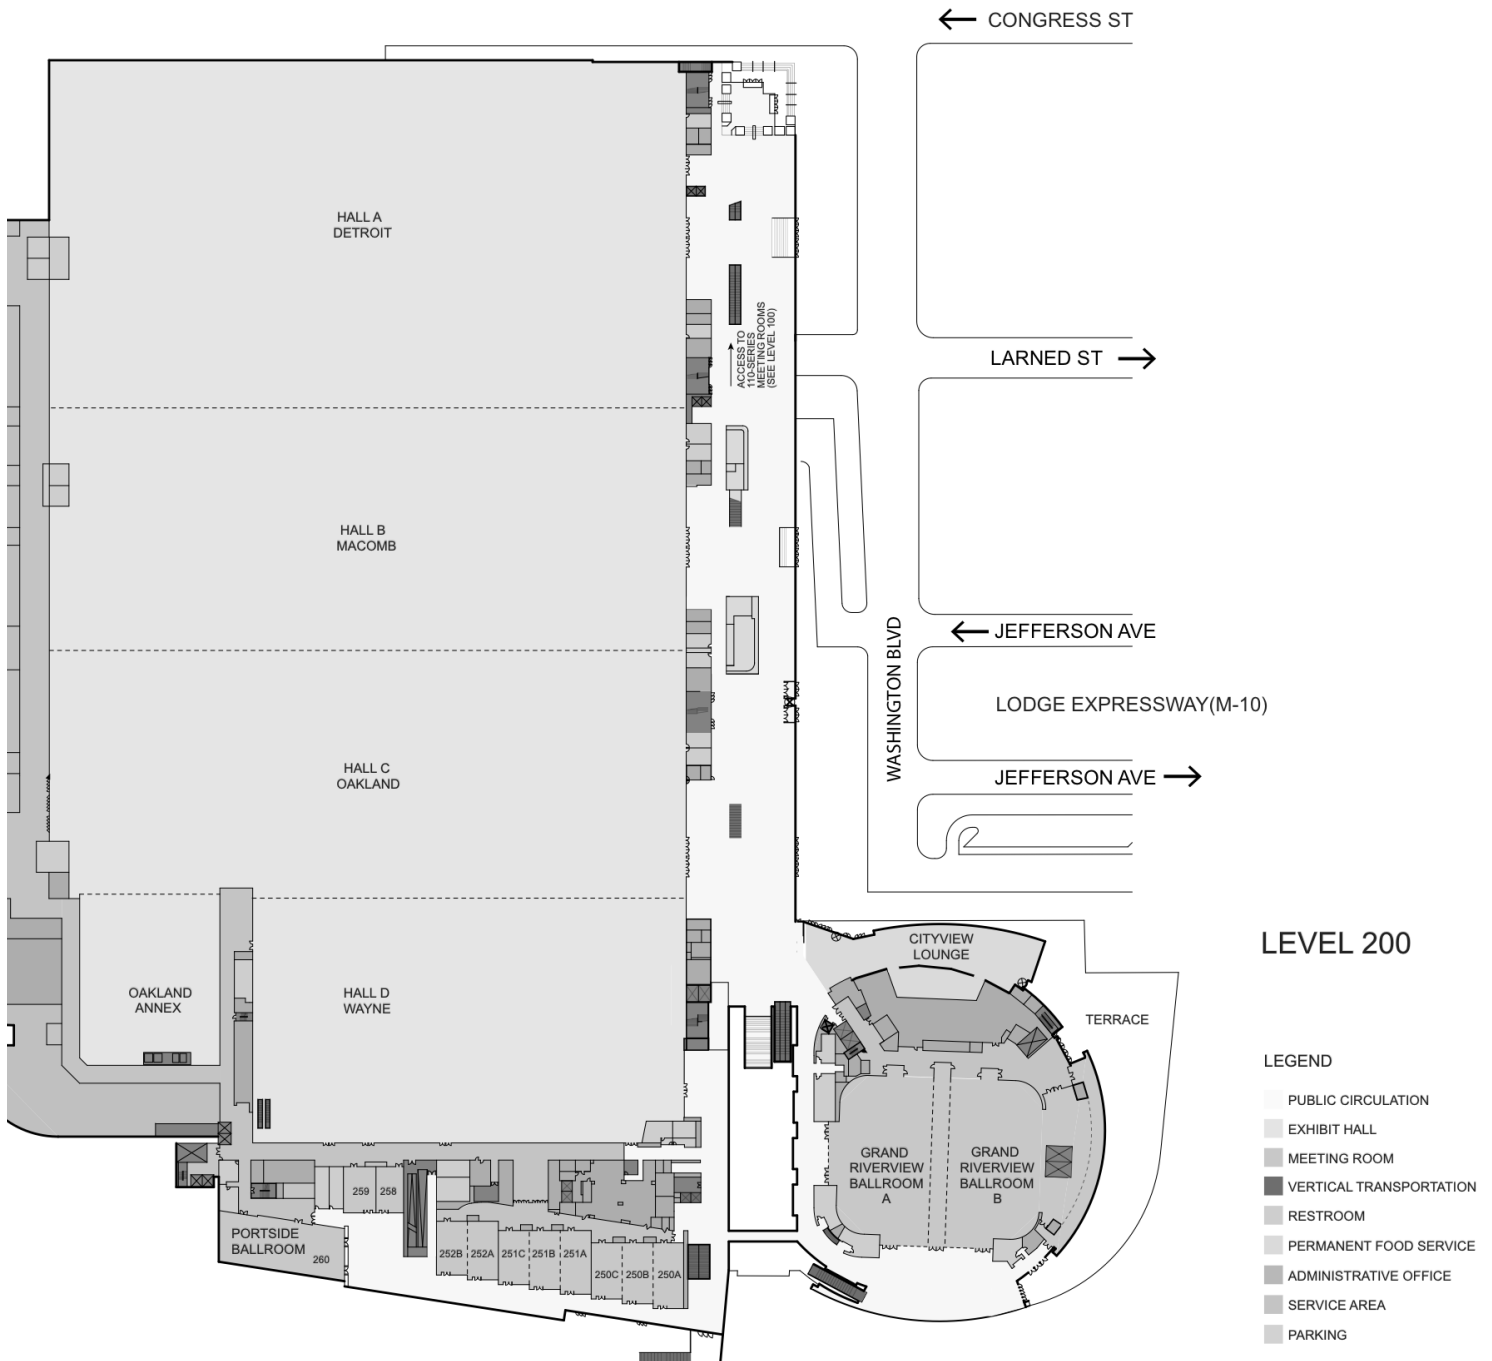 CONGRESS ST
HALL A
DETROIT
ACCESS TO
110-SERIES
MEETING ROOMS
(SEE LEVEL 100)
LARNED ST
HALL B
MACOMB
WASHINGTON BLVD
JEFFERSON AVE
LODGE EXPRESSWAY(M-10)
HALL C
OAKLAND
JEFFERSON AVE
CITYVIEW
LOUNGE
LEVEL 200
OAKLAND
ANNEX
HALL D
WAYNE
TERRACE
LEGEND
PUBLIC CIRCULATION
EXHIBIT HALL
MEETING ROOM
VERTICAL TRANSPORTATION
RESTROOM
PERMANENT FOOD SERVICE
ADMINISTRATIVE OFFICE
SERVICE AREA
PARKING
GRAND
RIVERVIEW
BALLROOM
A
GRAND
RIVERVIEW
BALLROOM
B
259
258
PORTSIDE
BALLROOM
260
252B
252A
251C
251B
251A
250C
250B
250A